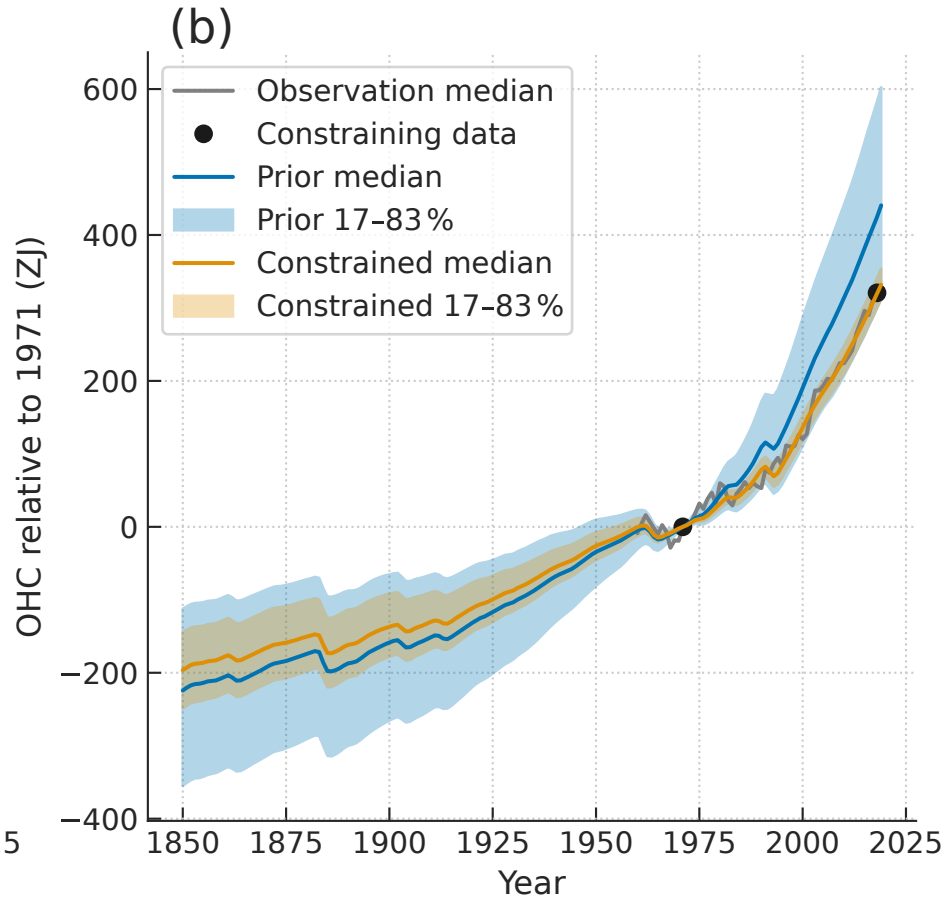 (b)
Observation median
Constraining data
Prior median
Prior 17–83 %
Constrained median
Constrained 17–83 %
OHC relative to 1971 (ZJ)
600
400
200
0
−200
−400
5
1850 1875 1900 1925 1950 1975 2000 2025
Year